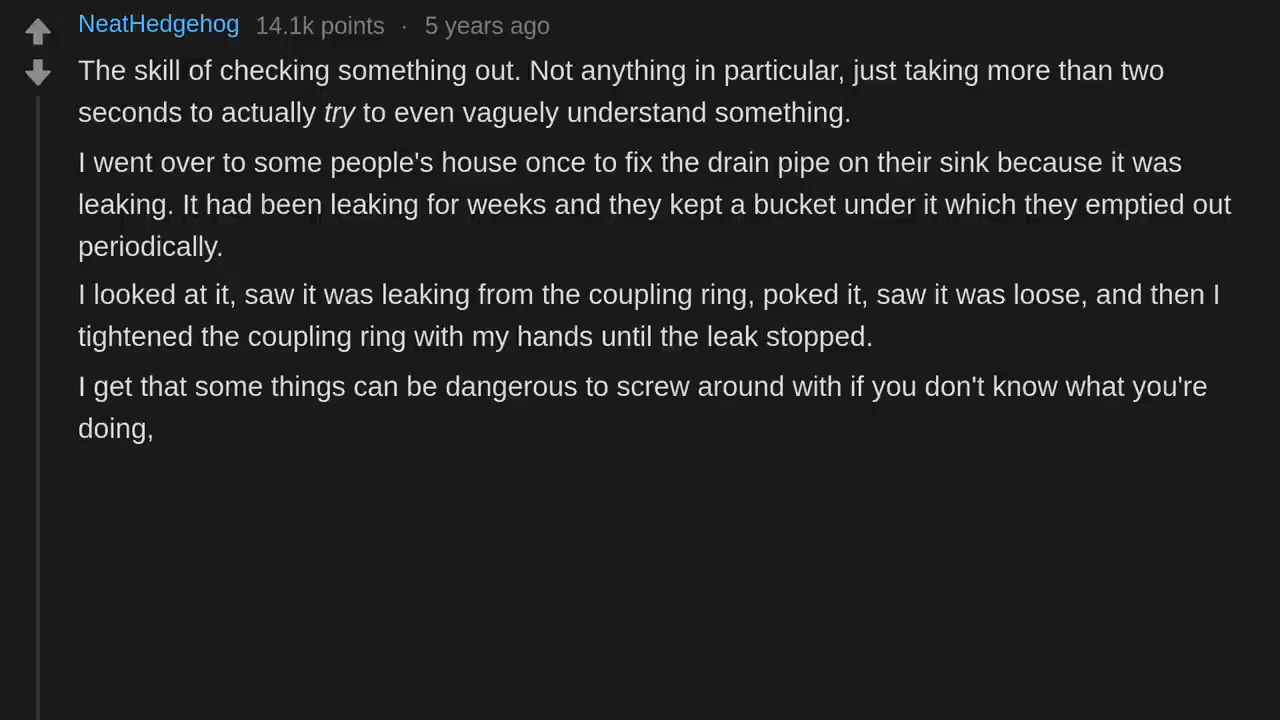 NeatHedgehog 14.1k points · 5 years ago
The skill of checking something out. Not anything in particular, just taking more than two
seconds to actually try to even vaguely understand something.
I went over to some people's house once to fix the drain pipe on their sink because it was
leaking. It had been leaking for weeks and they kept a bucket under it which they emptied out
periodically.
I looked at it, saw it was leaking from the coupling ring, poked it, saw it was loose, and then I
tightened the coupling ring with my hands until the leak stopped.
I get that some things can be dangerous to screw around with if you don't know what you're
doing,